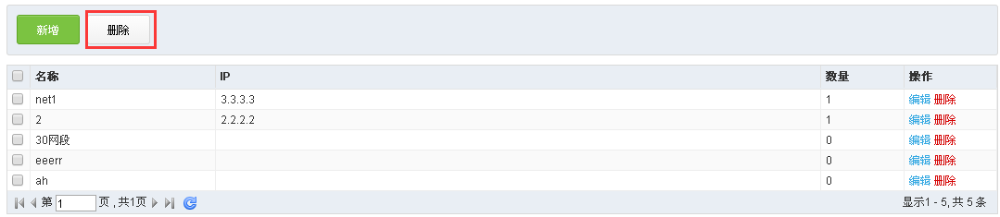 新增 删除
名称 IP 数量 操作
net1 3.3.3.3 1 编辑 删除
2 2.2.2.2 1 编辑 删除
30网段 0 编辑 删除
eeerr 0 编辑 删除
ah 0 编辑 删除
第 1 页 , 共1页 显示1 - 5, 共 5 条